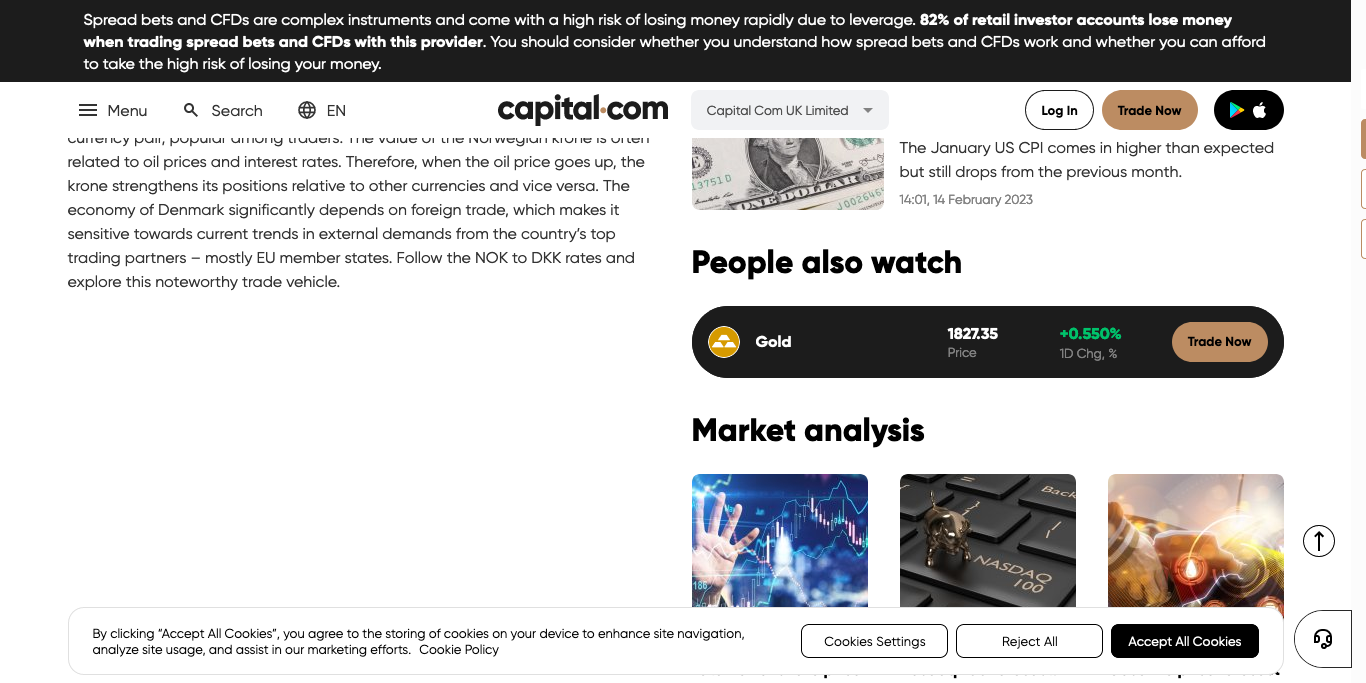 Spread bets and CFDs are complex instruments and come with a high risk of losing money rapidly due to leverage. 82% of retail investor accounts lose money
when trading spread bets and CFDs with this provider. You should consider whether you understand how spread bets and CFDs work and whether you can afford
to take the high risk of losing your money.
Menu
Search
EN
capital.com
Capital Com UK Limited
Log In
Trade Now
currency pair, popular among traders. The value of the Norwegian krone is often
related to oil prices and interest rates. Therefore, when the oil price goes up, the
krone strengthens its positions relative to other currencies and vice versa. The
economy of Denmark significantly depends on foreign trade, which makes it
sensitive towards current trends in external demands from the country’s top
trading partners – mostly EU member states. Follow the NOK to DKK rates and
explore this noteworthy trade vehicle.
13751 D
ONE DOLLAR
The January US CPI comes in higher than expected
but still drops from the previous month.
14:01, 14 February 2023
People also watch
Gold
1827.35
Price
+0.550%
1D Chg, %
Trade Now
Market analysis
186
Back
NASDAQ
100
By clicking “Accept All Cookies”, you agree to the storing of cookies on your device to enhance site navigation,
analyze site usage, and assist in our marketing efforts. Cookie Policy
Cookies Settings
Reject All
Accept All Cookies